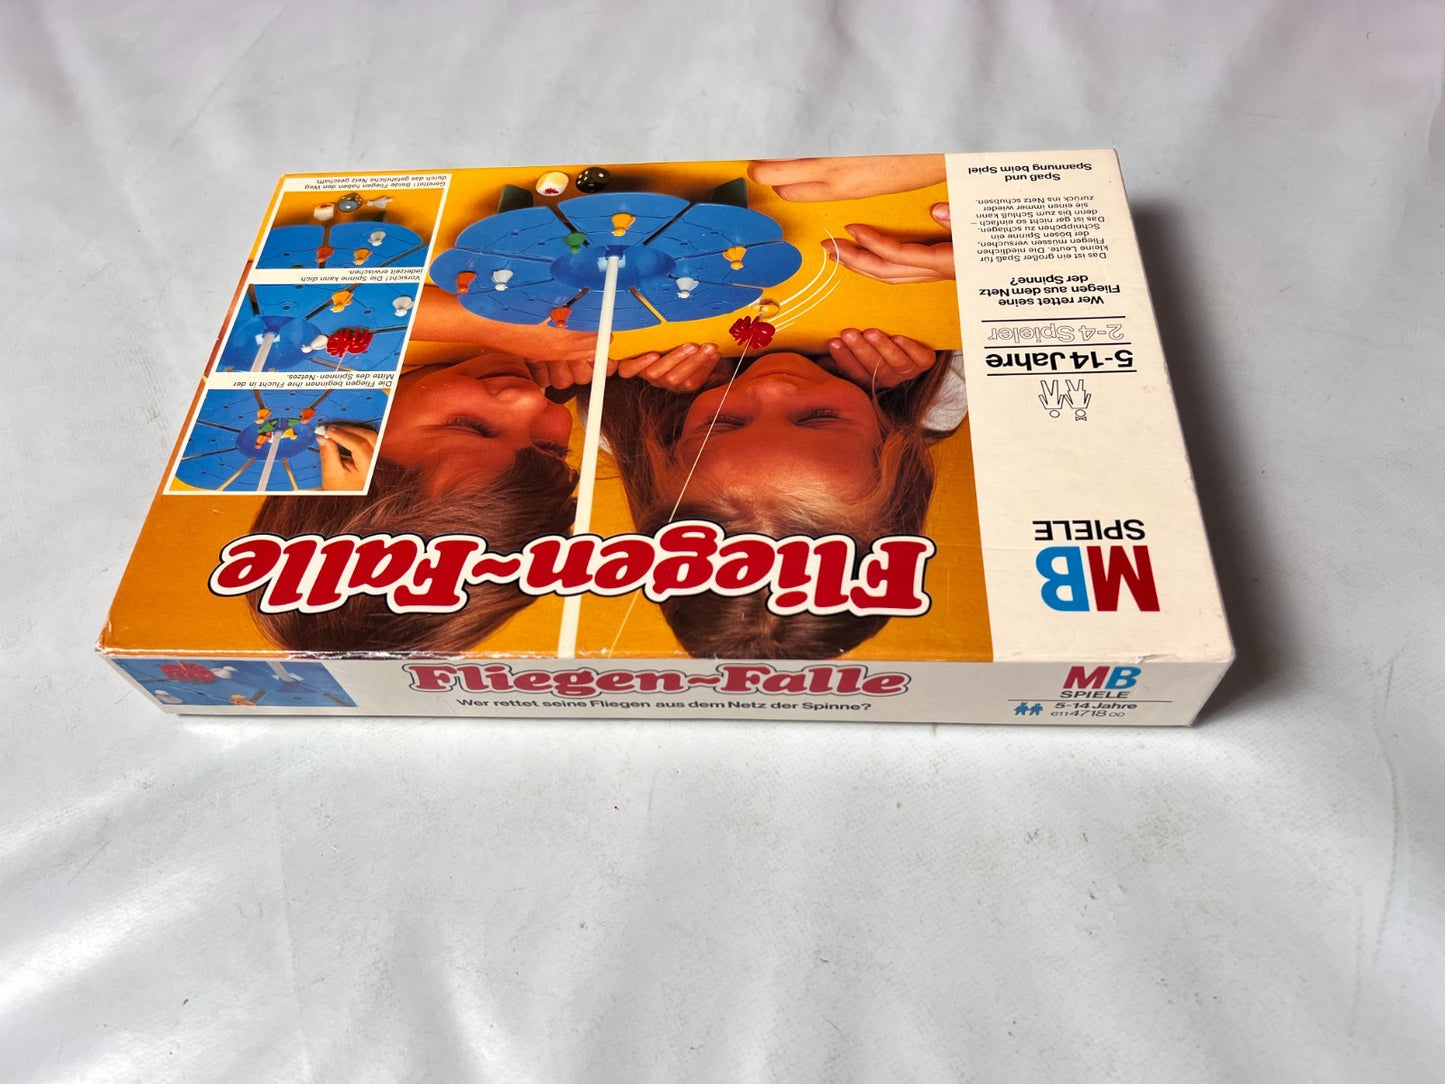 MB
SPIELE
5-14 Jahre
2-4 Spieler
Wer rettet seine
Fliegen aus dem Netz
der Spinne?
Das ist ein großer Spaß für
kleine Leute. Die niedlichen
Fliegen müssen versuchen,
der bösen Spinne ein
Schnippchen zu schlagen.
Das ist gar nicht so einfach –
denn bis zum Schluß kann
sie einen immer wieder
zurück ins Netz schubsen.
Spaß und
Spannung beim Spiel
Fliegen~Falle
Die Fliegen beginnen ihre Flucht in der
Mitte des Spinnen-Netzes.
Vorsicht! Die Spinne kann dich
jederzeit erwischen.
Gerettet! Beide Fliegen haben den Weg
durch das gefährliche Netz geschafft.
Fliegen~Falle
Wer rettet seine Fliegen aus dem Netz der Spinne?
MB
SPIELE
5-14 Jahre
611 4718 00